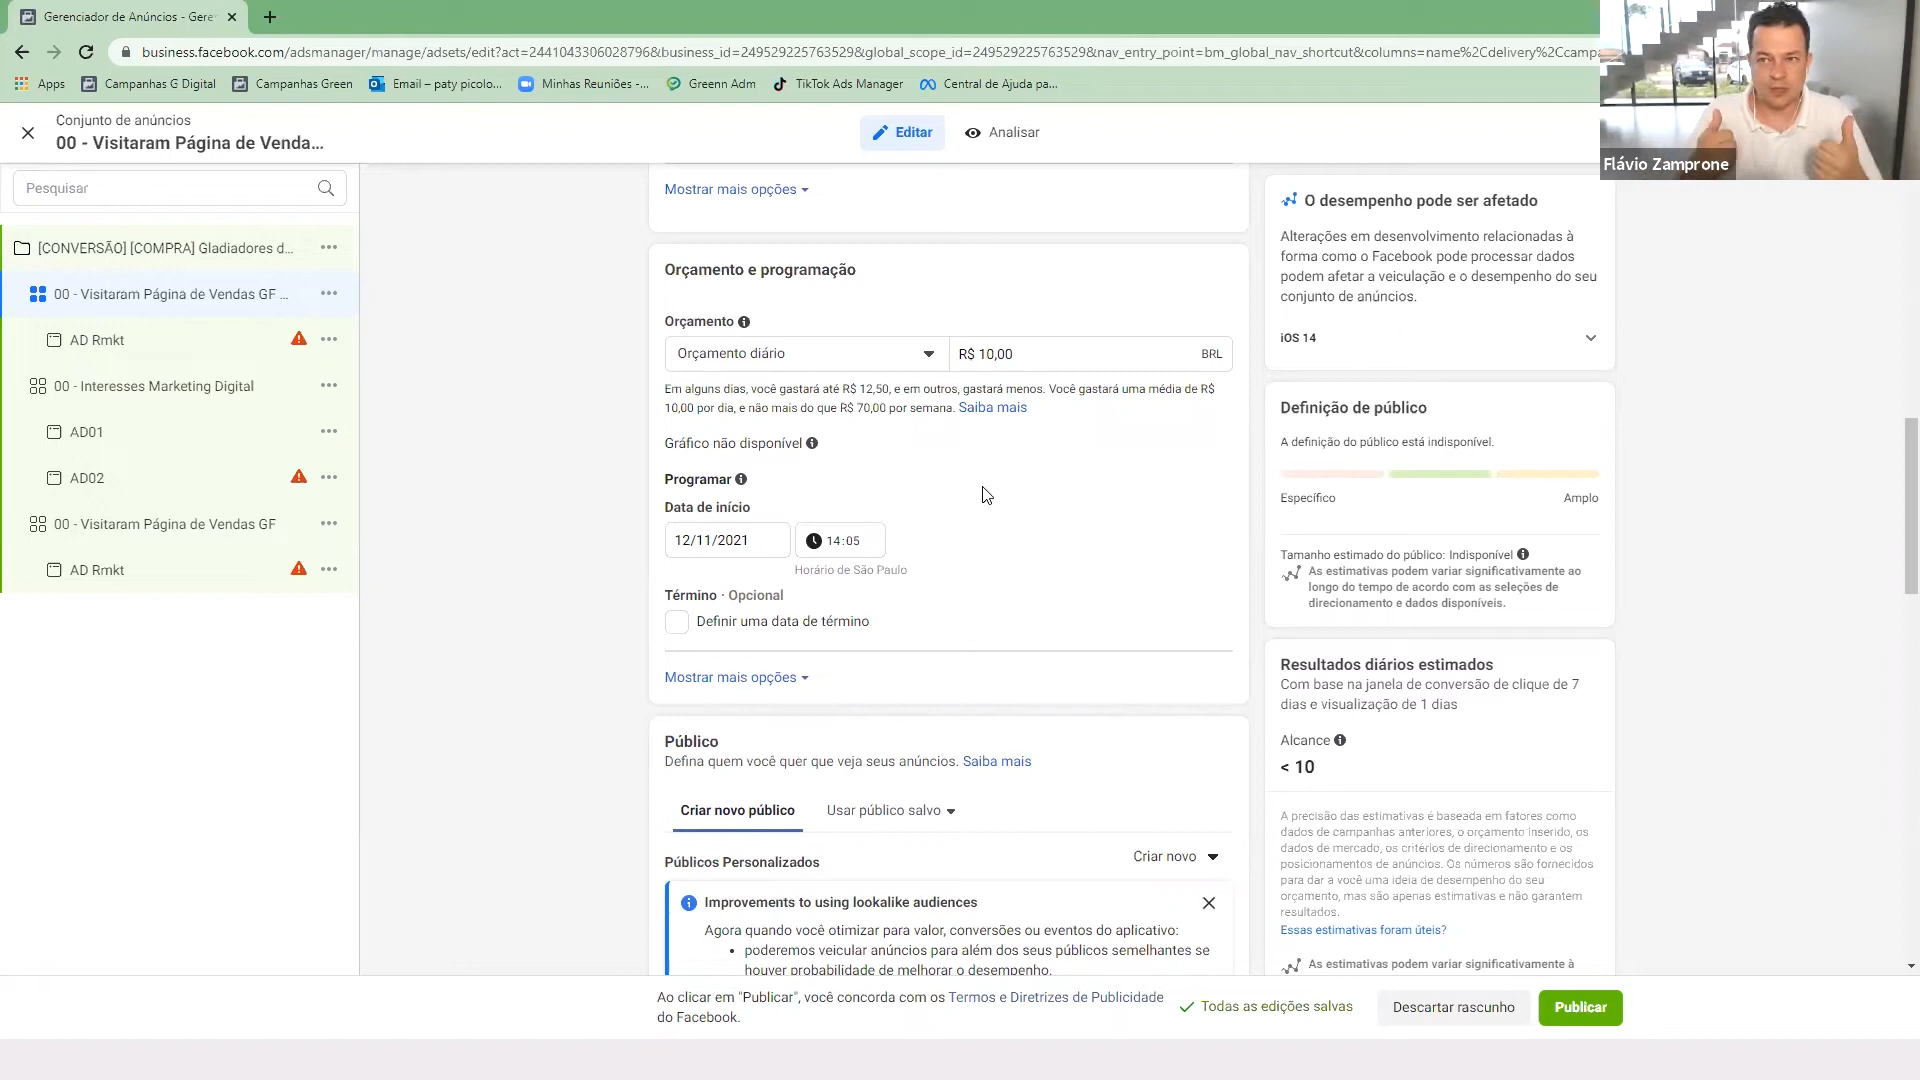 Gerenciador de Anúncios - Gere
business.facebook.com/adsmanager/manage/adsets/edit?act=2441043306028796&business_id=249529225763529&global_scope_id=249529225763529&nav_entry_point=bm_global_nav_shortcut&columns=name%2Cdelivery%2Ccampa
Apps
Campanhas G Digital
Campanhas Green
Email – paty picolo...
Minhas Reuniões -...
Greenn Adm
TikTok Ads Manager
Central de Ajuda pa...
Flávio Zamprone
Conjunto de anúncios
00 - Visitaram Página de Venda...
Editar
Analisar
Pesquisar
[CONVERSÃO] [COMPRA] Gladiadores d...
00 - Visitaram Página de Vendas GF ...
AD Rmkt
00 - Interesses Marketing Digital
AD01
AD02
00 - Visitaram Página de Vendas GF
AD Rmkt
Mostrar mais opções
Orçamento e programação
Orçamento
Orçamento diário
R$ 10,00
BRL
Em alguns dias, você gastará até R$ 12,50, e em outros, gastará menos. Você gastará uma média de R$
10,00 por dia, e não mais do que R$ 70,00 por semana. Saiba mais
Gráfico não disponível
Programar
Data de início
12/11/2021
14:05
Horário de São Paulo
Término · Opcional
Definir uma data de término
Mostrar mais opções
Público
Defina quem você quer que veja seus anúncios. Saiba mais
Criar novo público
Usar público salvo
Públicos Personalizados
Criar novo
Improvements to using lookalike audiences
Agora quando você otimizar para valor, conversões ou eventos do aplicativo:
• poderemos veicular anúncios para além dos seus públicos semelhantes se
houver probabilidade de melhorar o desempenho.
O desempenho pode ser afetado
Alterações em desenvolvimento relacionadas à
forma como o Facebook pode processar dados
podem afetar a veiculação e o desempenho do seu
conjunto de anúncios.
iOS 14
Definição de público
A definição do público está indisponível.
Específico
Amplo
Tamanho estimado do público: Indisponível
As estimativas podem variar significativamente ao
longo do tempo de acordo com as seleções de
direcionamento e dados disponíveis.
Resultados diários estimados
Com base na janela de conversão de clique de 7
dias e visualização de 1 dias
Alcance
< 10
A precisão das estimativas é baseada em fatores como
dados de campanhas anteriores, o orçamento inserido, os
dados de mercado, os critérios de direcionamento e os
posicionamentos de anúncios. Os números são fornecidos
para dar a você uma ideia de desempenho do seu
orçamento, mas são apenas estimativas e não garantem
resultados.
Essas estimativas foram úteis?
As estimativas podem variar significativamente à
Ao clicar em "Publicar", você concorda com os Termos e Diretrizes de Publicidade
do Facebook.
Todas as edições salvas
Descartar rascunho
Publicar